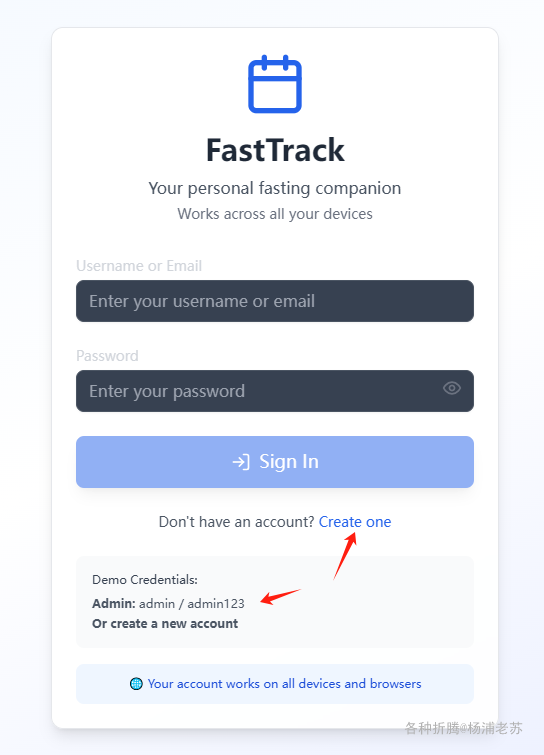 FastTrack
Your personal fasting companion
Works across all your devices
Username or Email
Enter your username or email
Password
Enter your password
Sign In
Don't have an account? Create one
Demo Credentials:
Admin: admin / admin123
Or create a new account
Your account works on all devices and browsers
各种折腾@杨浦老苏